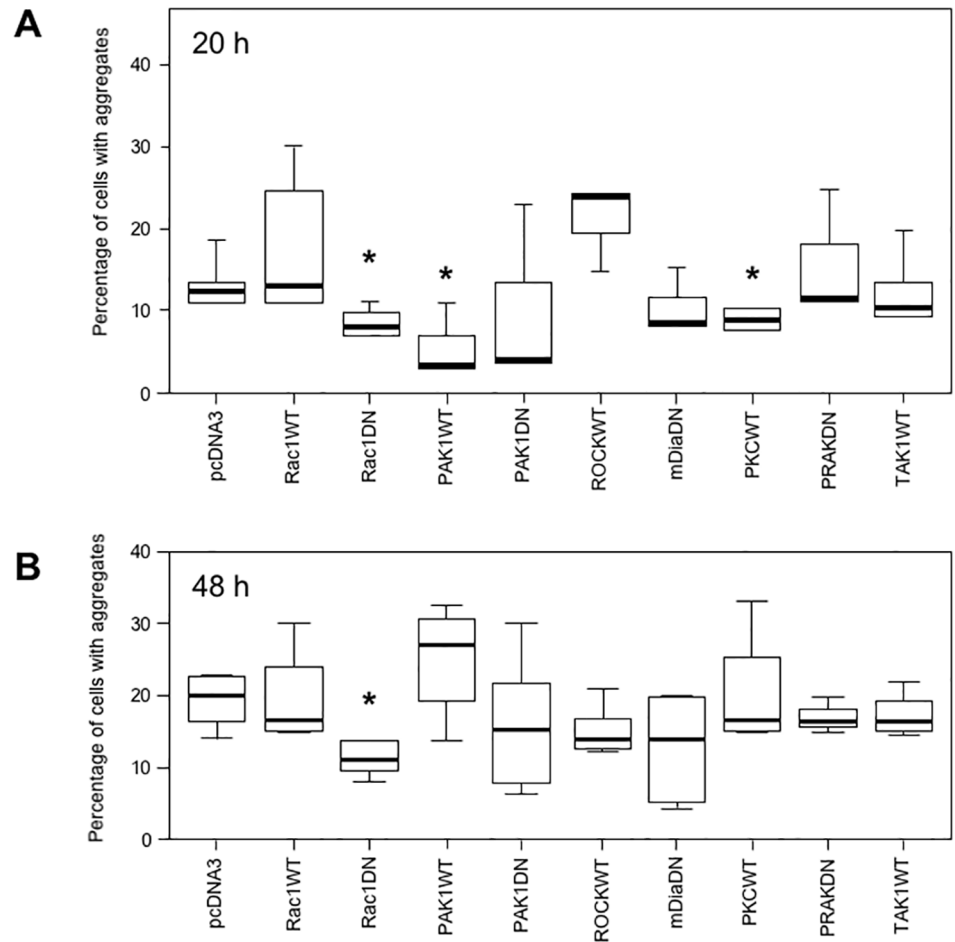 A
20 h
Percentage of cells with aggregates
40
30
20
10
0
*
*
*
pcDNA3
Rac1WT
Rac1DN
PAK1WT
PAK1DN
ROCKWT
mDiaDN
PKCWT
PRAKDN
TAK1WT
B
48 h
Percentage of cells with aggregates
40
30
20
10
0
*
pcDNA3
Rac1WT
Rac1DN
PAK1WT
PAK1DN
ROCKWT
mDiaDN
PKCWT
PRAKDN
TAK1WT